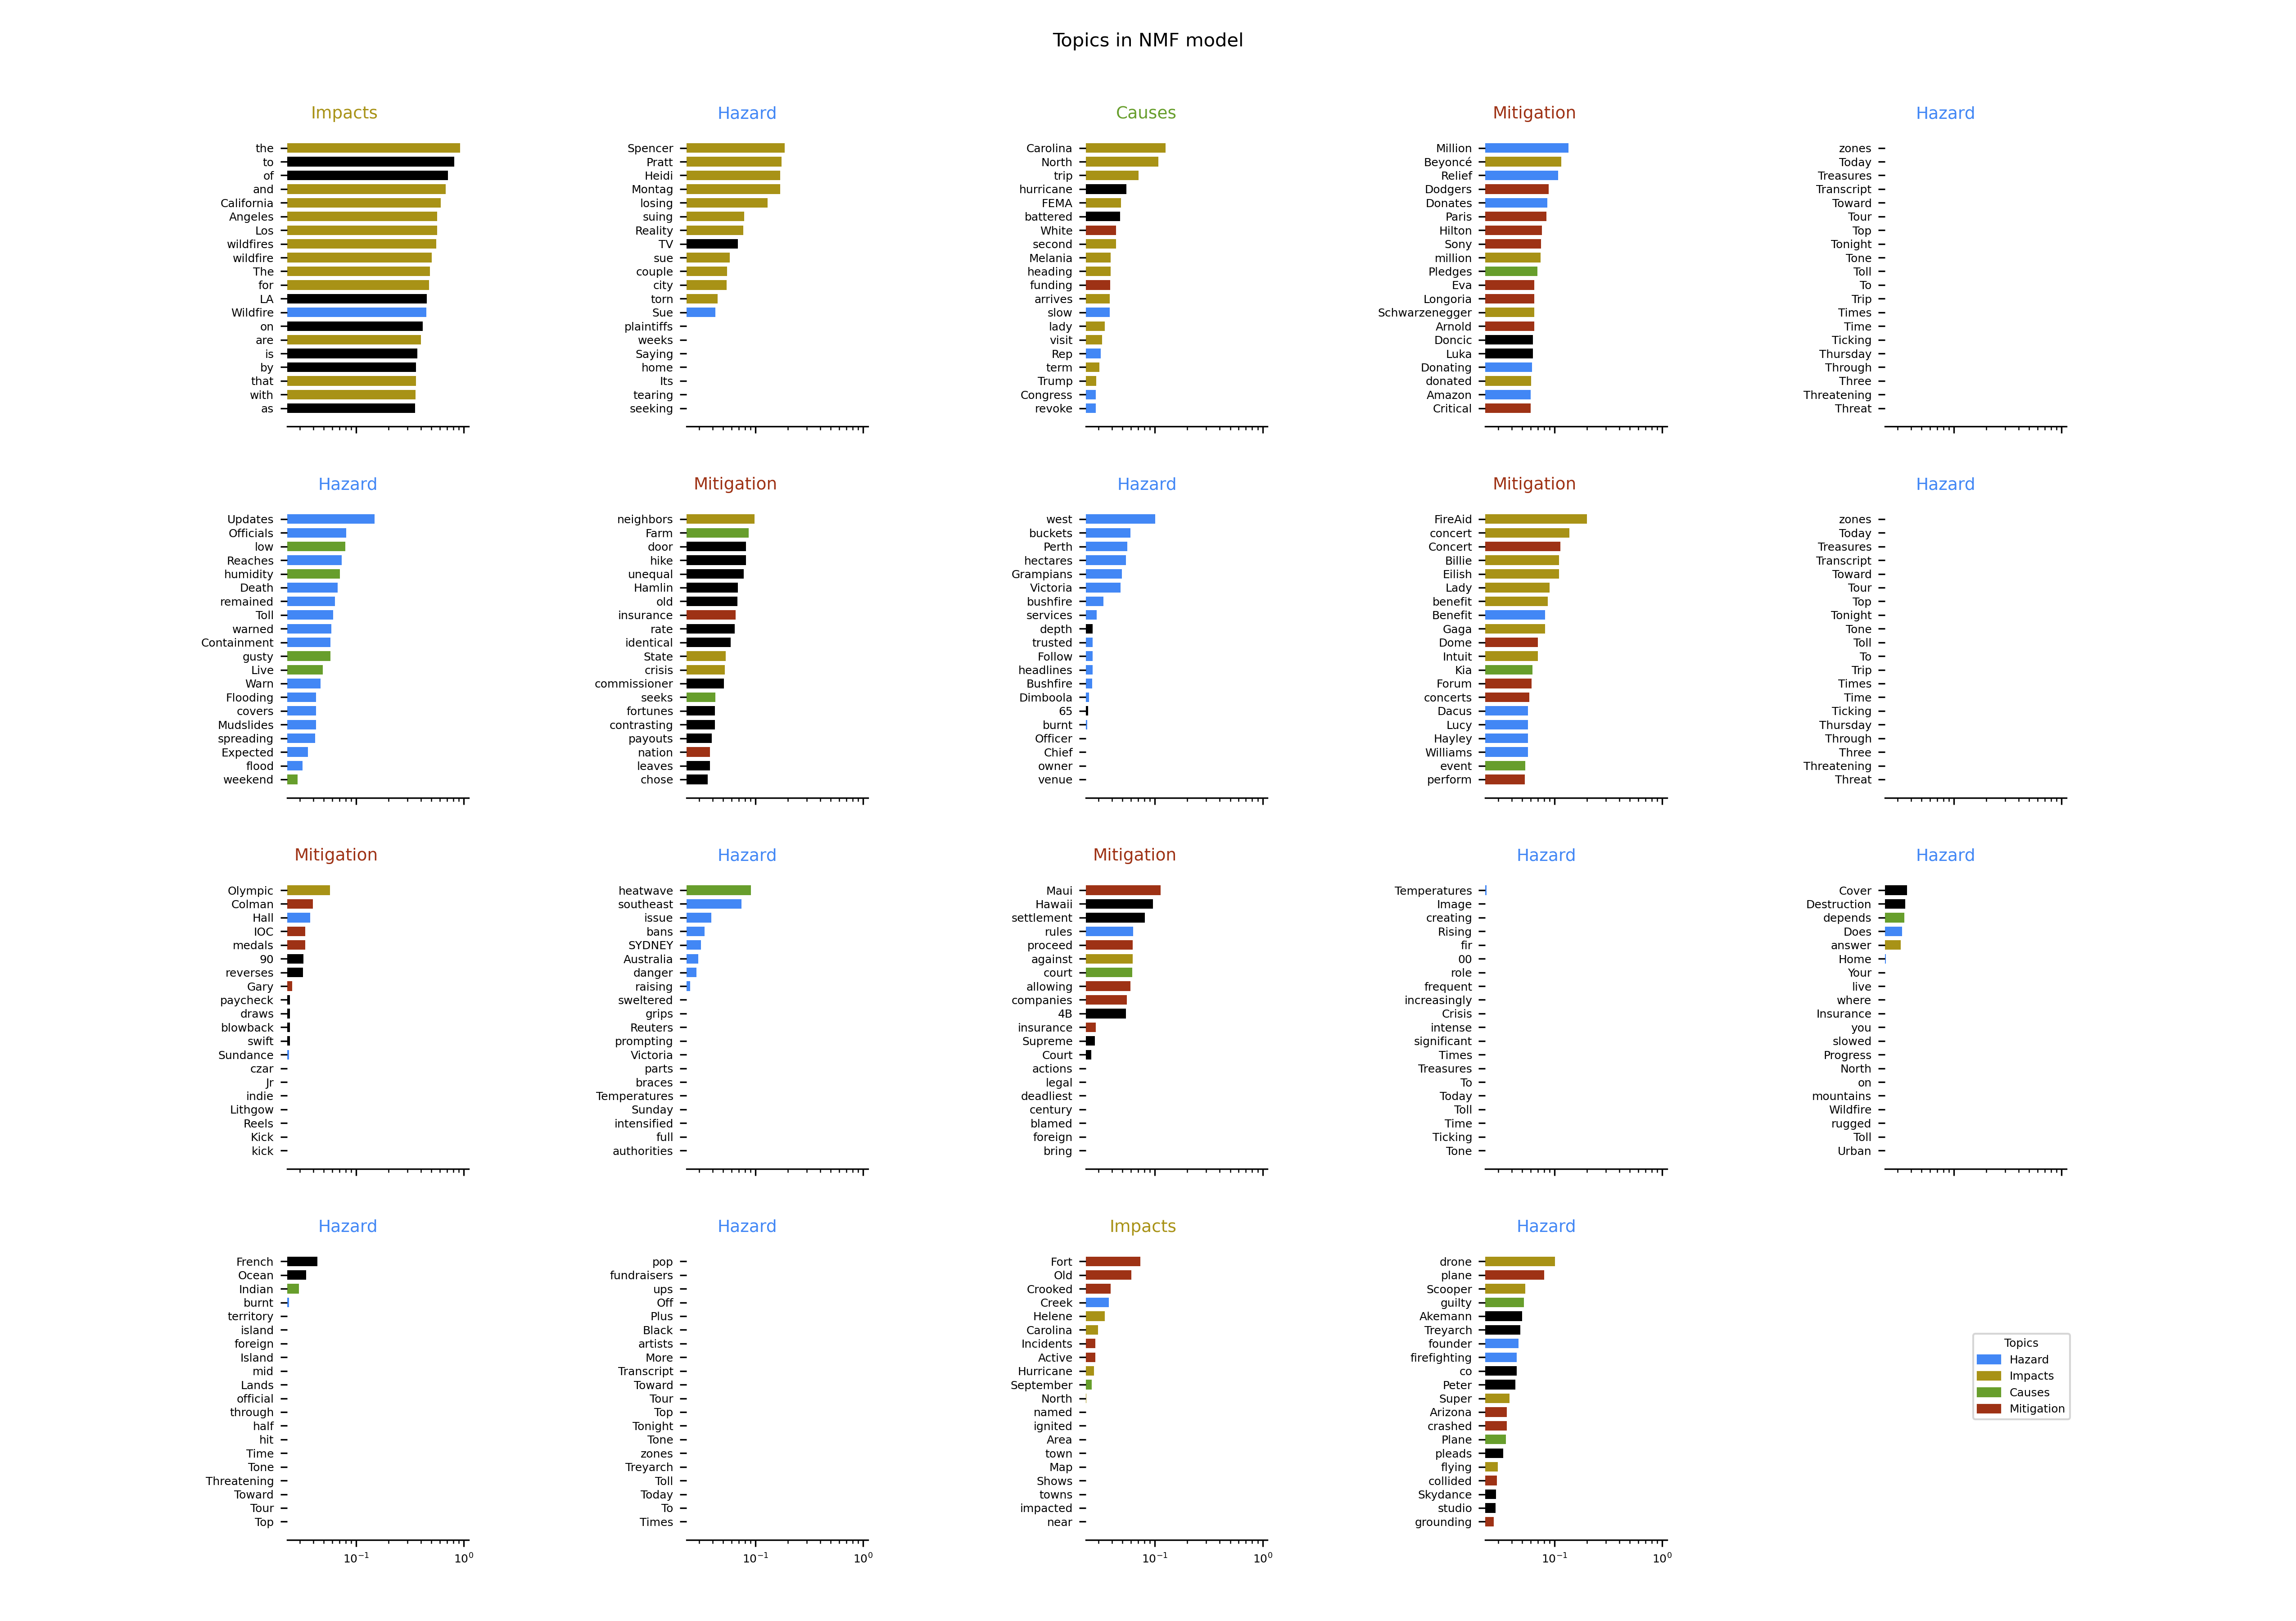 Topics in NMF model
Impacts
the
to
of
and
California
Angeles
Los
wildfires
wildfire
The
for
LA
Wildfire
on
are
is
by
that
with
as
Hazard
Spencer
Pratt
Heidi
Montag
losing
suing
Reality
TV
sue
couple
city
torn
Sue
plaintiffs
weeks
Saying
home
Its
tearing
seeking
Causes
Carolina
North
trip
hurricane
FEMA
battered
White
second
Melania
heading
funding
arrives
slow
lady
visit
Rep
term
Trump
Congress
revoke
Mitigation
Million
Beyoncé
Relief
Dodgers
Donates
Paris
Hilton
Sony
million
Pledges
Eva
Longoria
Schwarzenegger
Arnold
Doncic
Luka
Donating
donated
Amazon
Critical
Hazard
zones
Today
Treasures
Transcript
Toward
Tour
Top
Tonight
Tone
Toll
To
Trip
Times
Time
Ticking
Thursday
Through
Three
Threatening
Threat
Hazard
Updates
Officials
low
Reaches
humidity
Death
remained
Toll
warned
Containment
gusty
Live
Warn
Flooding
covers
Mudslides
spreading
Expected
flood
weekend
Mitigation
neighbors
Farm
door
hike
unequal
Hamlin
old
insurance
rate
identical
State
crisis
commissioner
seeks
fortunes
contrasting
payouts
nation
leaves
chose
Hazard
west
buckets
Perth
hectares
Grampians
Victoria
bushfire
services
depth
trusted
Follow
headlines
Bushfire
Dimboola
65
burnt
Officer
Chief
owner
venue
Mitigation
FireAid
concert
Concert
Billie
Eilish
Lady
benefit
Benefit
Gaga
Dome
Intuit
Kia
Forum
concerts
Dacus
Lucy
Hayley
Williams
event
perform
Hazard
zones
Today
Treasures
Transcript
Toward
Tour
Top
Tonight
Tone
Toll
To
Trip
Times
Time
Ticking
Thursday
Through
Three
Threatening
Threat
Mitigation
Olympic
Colman
Hall
IOC
medals
90
reverses
Gary
paycheck
draws
blowback
swift
Sundance
czar
Jr
indie
Lithgow
Reels
Kick
kick
Hazard
heatwave
southeast
issue
bans
SYDNEY
Australia
danger
raising
sweltered
grips
Reuters
prompting
Victoria
parts
braces
Temperatures
Sunday
intensified
full
authorities
Mitigation
Maui
Hawaii
settlement
rules
proceed
against
court
allowing
companies
4B
insurance
Supreme
Court
actions
legal
deadliest
century
blamed
foreign
bring
Hazard
Temperatures
Image
creating
Rising
fir
00
role
frequent
increasingly
Crisis
intense
significant
Times
Treasures
To
Today
Toll
Time
Ticking
Tone
Hazard
Cover
Destruction
depends
Does
answer
Home
Your
live
where
Insurance
you
slowed
Progress
North
on
mountains
Wildfire
rugged
Toll
Urban
Hazard
French
Ocean
Indian
burnt
territory
island
foreign
Island
mid
Lands
official
through
half
hit
Time
Tone
Threatening
Toward
Tour
Top
10⁻¹ 10⁰
Hazard
pop
fundraisers
ups
Off
Plus
Black
artists
More
Transcript
Toward
Tour
Top
Tonight
Tone
zones
Treyarch
Toll
Today
To
Times
10⁻¹ 10⁰
Impacts
Fort
Old
Crooked
Creek
Helene
Carolina
Incidents
Active
Hurricane
September
North
named
ignited
Area
town
Map
Shows
towns
impacted
near
10⁻¹ 10⁰
Hazard
drone
plane
Scooper
guilty
Akemann
Treyarch
founder
firefighting
co
Peter
Super
Arizona
crashed
Plane
pleads
flying
collided
Skydance
studio
grounding
10⁻¹ 10⁰
Topics
Hazard
Impacts
Causes
Mitigation